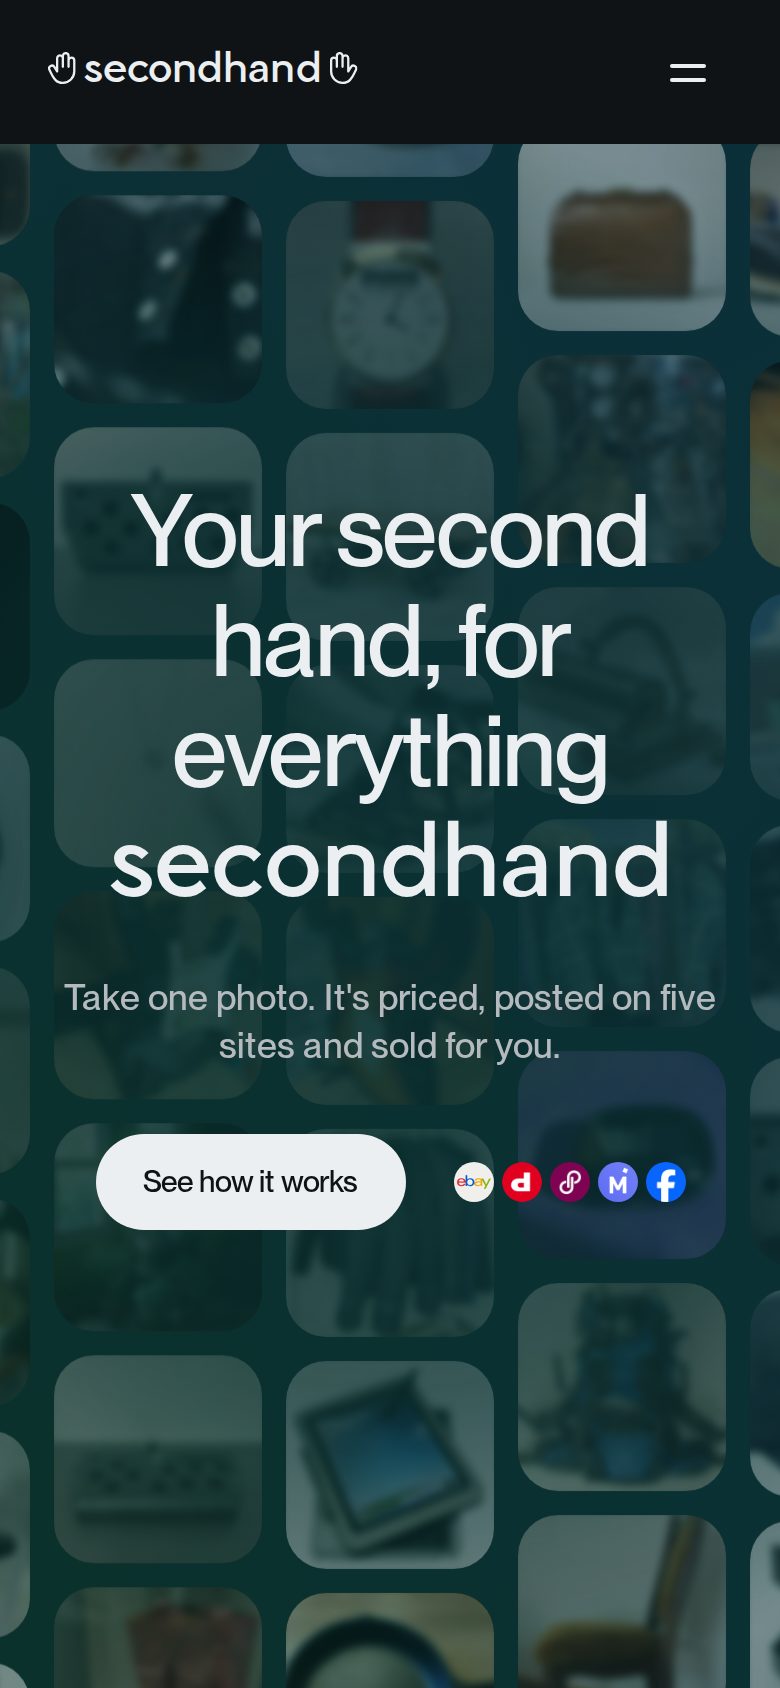 secondhand
Your second
hand, for
everything
secondhand
Take one photo. It's priced, posted on five
sites and sold for you.
See how it works
ebay